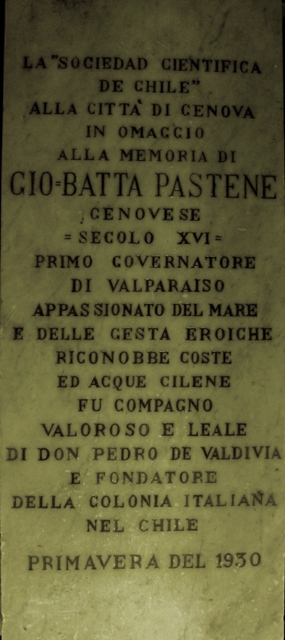 LA "SOCIEDAD CIENTIFICA
DE CHILE"
ALLA CITTA' DI GENOVA
IN OMAGGIO
ALLA MEMORIA DI
GIO=BATTA PASTENE
GENOVESE
=SECOLO XVI=
PRIMO GOVERNATORE
DI VALPARAISO
APPASSIONATO DEL MARE
E DELLE GESTA EROICHE
RICONOBBE COSTE
ED ACQUE CILENE
FU COMPAGNO
VALOROSO E LEALE
DI DON PEDRO DE VALDIVIA
E FONDATORE
DELLA COLONIA ITALIANA
NEL CHILE
PRIMAVERA DEL 1930